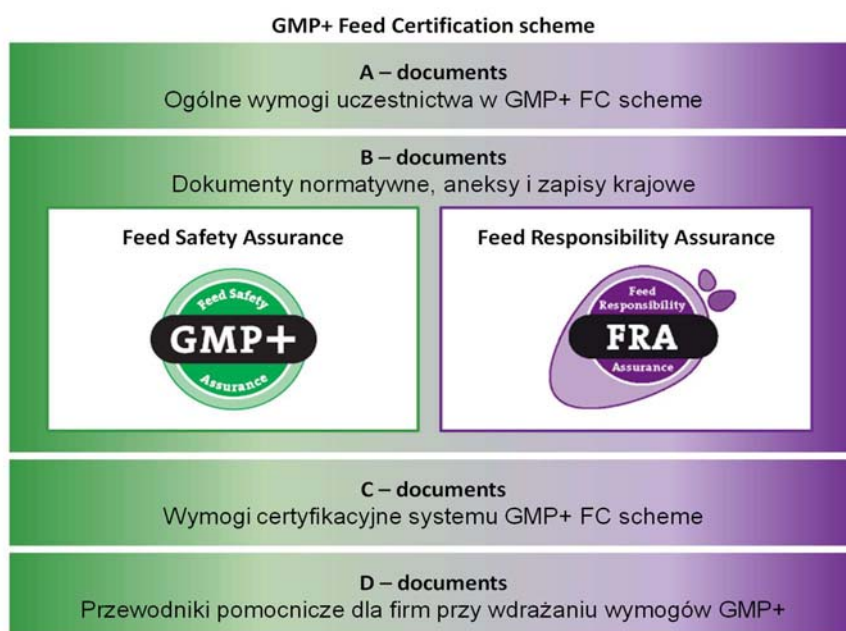 GMP+ Feed Certification scheme
A – documents
Ogólne wymogi uczestnictwa w GMP+ FC scheme
B – documents
Dokumenty normatywne, aneksy i zapisy krajowe
Feed Safety Assurance
Feed Safety
GMP+
Assurance
Feed Responsibility Assurance
Feed
Responsibility
FRA
Assurance
C – documents
Wymogi certyfikacyjne systemu GMP+ FC scheme
D – documents
Przewodniki pomocnicze dla firm przy wdrażaniu wymogów GMP+